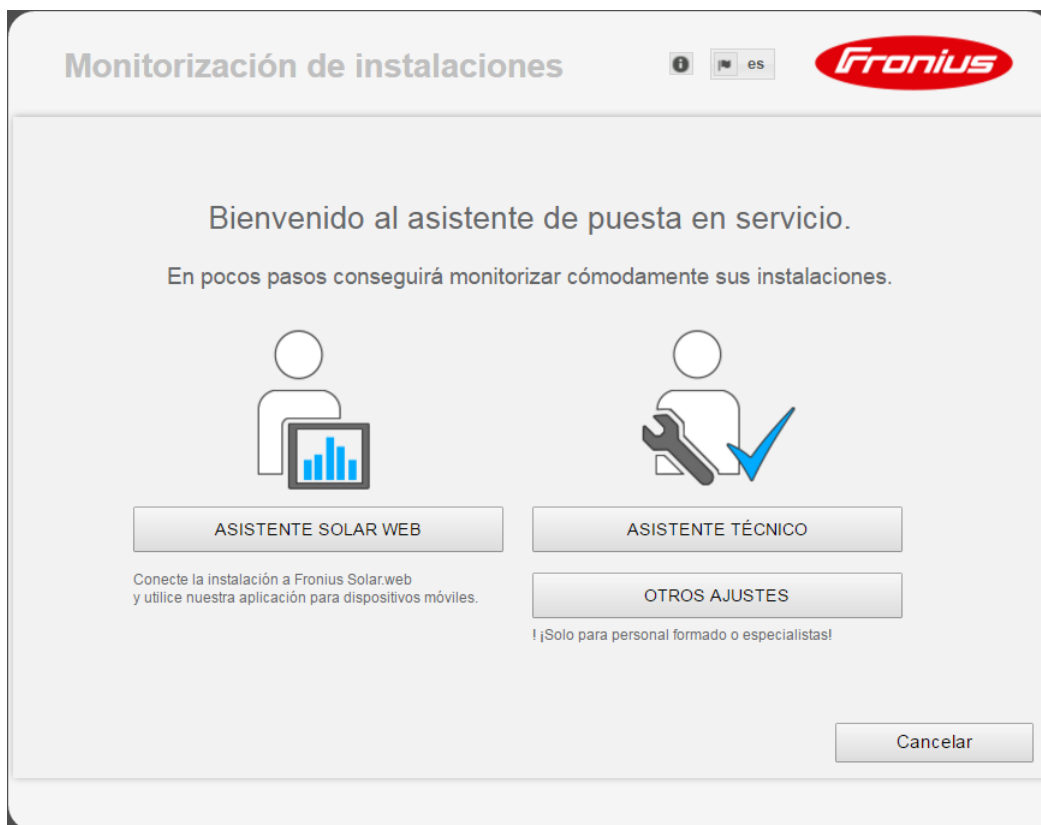 Monitorización de instalaciones
es
Fronius
Bienvenido al asistente de puesta en servicio.
En pocos pasos conseguirá monitorizar cómodamente sus instalaciones.
ASISTENTE SOLAR WEB
Conecte la instalación a Fronius Solar.web
y utilice nuestra aplicación para dispositivos móviles.
ASISTENTE TÉCNICO
OTROS AJUSTES
! ¡Solo para personal formado o especialistas!
Cancelar